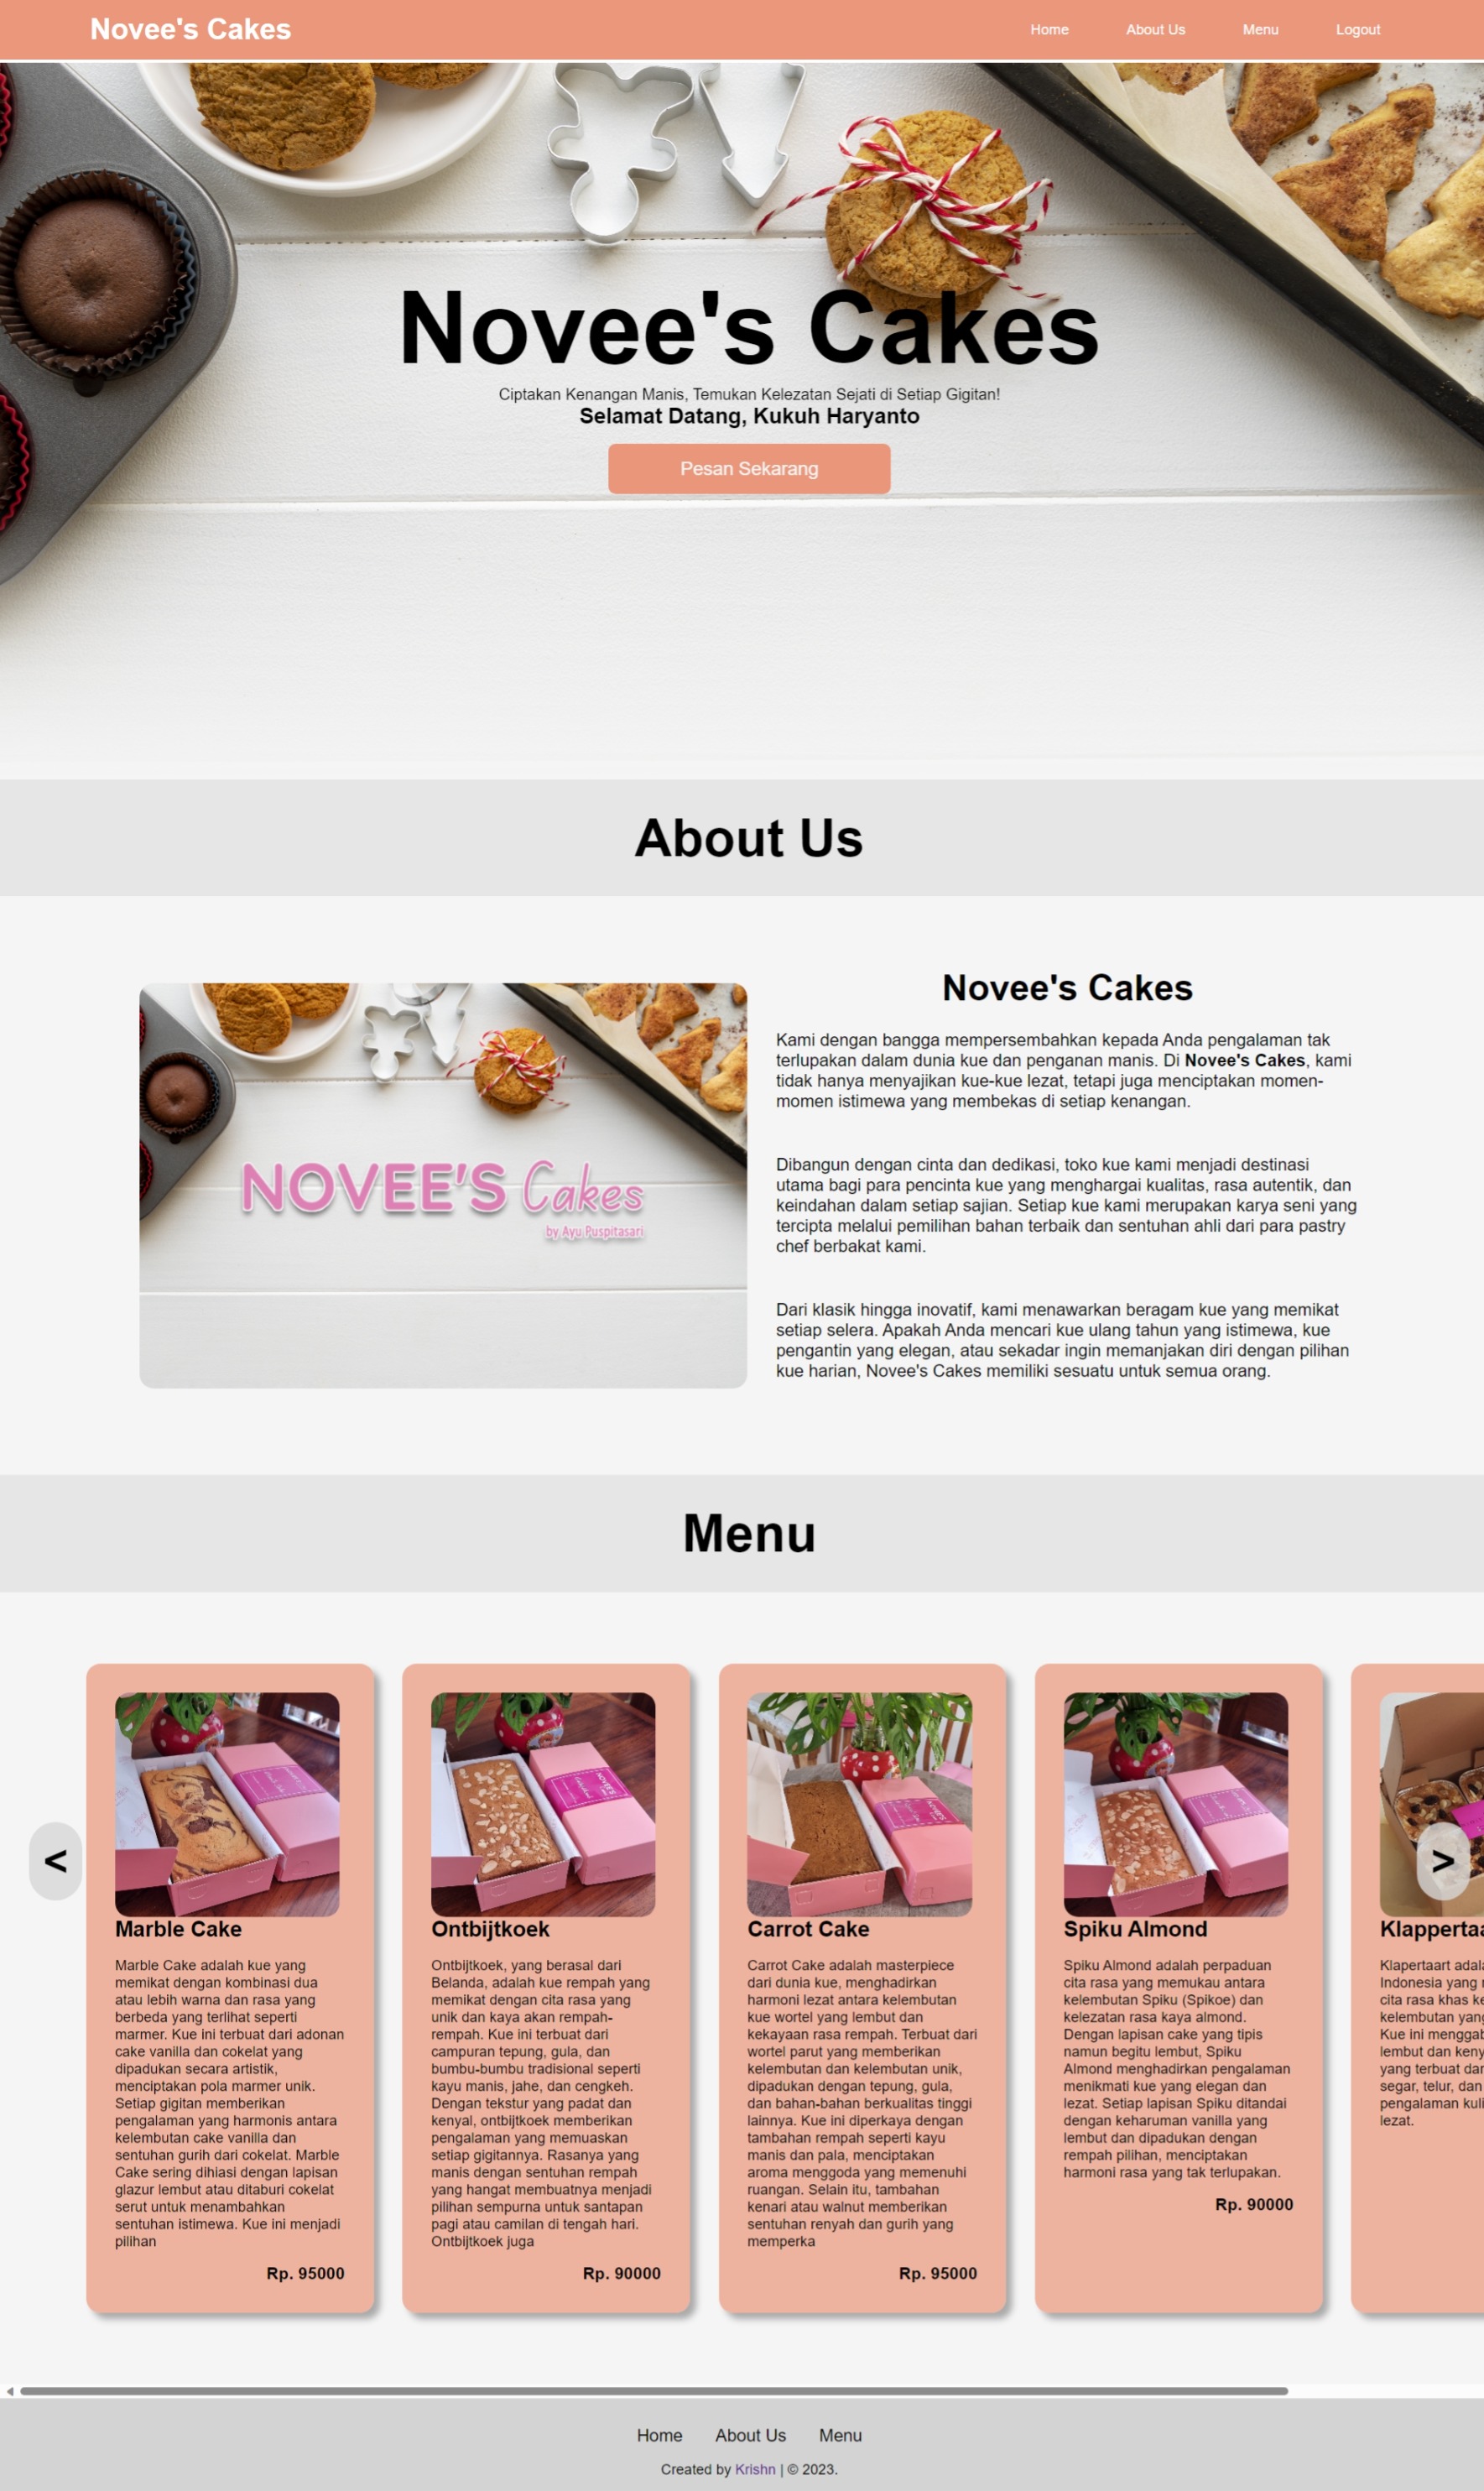 Novee's Cakes
Home
About Us
Menu
Logout
Novee's Cakes
Ciptakan Kenangan Manis, Temukan Kelezatan Sejati di Setiap Gigitan!
Selamat Datang, Kukuh Haryanto
Pesan Sekarang
About Us
NOVEE'S Cakes
by Ayu Puspitasari
Novee's Cakes
Kami dengan bangga mempersembahkan kepada Anda pengalaman tak
terlupakan dalam dunia kue dan penganan manis. Di Novee's Cakes, kami
tidak hanya menyajikan kue-kue lezat, tetapi juga menciptakan momen-
momen istimewa yang membekas di setiap kenangan.
Dibangun dengan cinta dan dedikasi, toko kue kami menjadi destinasi
utama bagi para pencinta kue yang menghargai kualitas, rasa autentik, dan
keindahan dalam setiap sajian. Setiap kue kami merupakan karya seni yang
tercipta melalui pemilihan bahan terbaik dan sentuhan ahli dari para pastry
chef berbakat kami.
Dari klasik hingga inovatif, kami menawarkan beragam kue yang memikat
setiap selera. Apakah Anda mencari kue ulang tahun yang istimewa, kue
pengantin yang elegan, atau sekadar ingin memanjakan diri dengan pilihan
kue harian, Novee's Cakes memiliki sesuatu untuk semua orang.
Menu
<
Marble Cake
Marble Cake adalah kue yang
memikat dengan kombinasi dua
atau lebih warna dan rasa yang
berbeda yang terlihat seperti
marmer. Kue ini terbuat dari adonan
cake vanilla dan cokelat yang
dipadukan secara artistik,
menciptakan pola marmer unik.
Setiap gigitan memberikan
pengalaman yang harmonis antara
kelembutan cake vanilla dan
sentuhan gurih dari cokelat. Marble
Cake sering dihiasi dengan lapisan
glazur lembut atau ditaburi cokelat
serut untuk menambahkan
sentuhan istimewa. Kue ini menjadi
pilihan
Rp. 95000
Ontbijtkoek
Ontbijtkoek, yang berasal dari
Belanda, adalah kue rempah yang
memikat dengan cita rasa yang
unik dan kaya akan rempah-
rempah. Kue ini terbuat dari
campuran tepung, gula, dan
bumbu-bumbu tradisional seperti
kayu manis, jahe, dan cengkeh.
Dengan tekstur yang padat dan
kenyal, ontbijtkoek memberikan
pengalaman yang memuaskan
setiap gigitannya. Rasanya yang
manis dengan sentuhan rempah
yang hangat membuatnya menjadi
pilihan sempurna untuk santapan
pagi atau camilan di tengah hari.
Ontbijtkoek juga
Rp. 90000
Carrot Cake
Carrot Cake adalah masterpiece
dari dunia kue, menghadirkan
harmoni lezat antara kelembutan
kue wortel yang lembut dan
kekayaan rasa rempah. Terbuat dari
wortel parut yang memberikan
kelembutan dan kelembutan unik,
dipadukan dengan tepung, gula,
dan bahan-bahan berkualitas tinggi
lainnya. Kue ini diperkaya dengan
tambahan rempah seperti kayu
manis dan pala, menciptakan
aroma menggoda yang memenuhi
ruangan. Selain itu, tambahan
kenari atau walnut memberikan
sentuhan renyah dan gurih yang
memperka
Rp. 95000
Spiku Almond
Spiku Almond adalah perpaduan
cita rasa yang memukau antara
kelembutan Spiku (Spikoe) dan
kelezatan rasa kaya almond.
Dengan lapisan cake yang tipis
namun begitu lembut, Spiku
Almond menghadirkan pengalaman
menikmati kue yang elegan dan
lezat. Setiap lapisan Spiku ditandai
dengan keharuman vanilla yang
lembut dan dipadukan dengan
rempah pilihan, menciptakan
harmoni rasa yang tak terlupakan.
Rp. 90000
>
Klapperta
Klapertaart adal
Indonesia yang
cita rasa khas ke
kelembutan yang
Kue ini menggab
lembut dan keny
yang terbuat dar
segar, telur, dan
pengalaman kuli
lezat.
Home
About Us
Menu
Created by Krishn | © 2023.